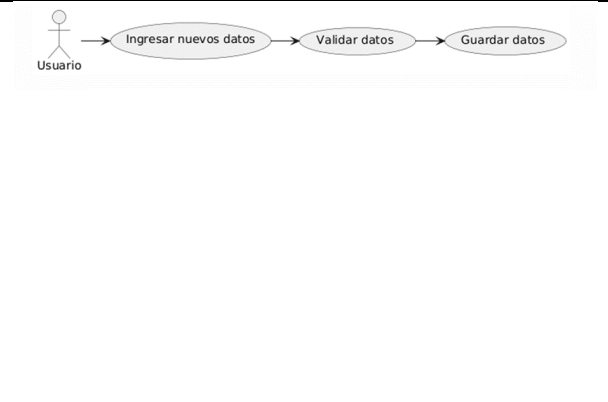 Usuario
Ingresar nuevos datos
Validar datos
Guardar datos